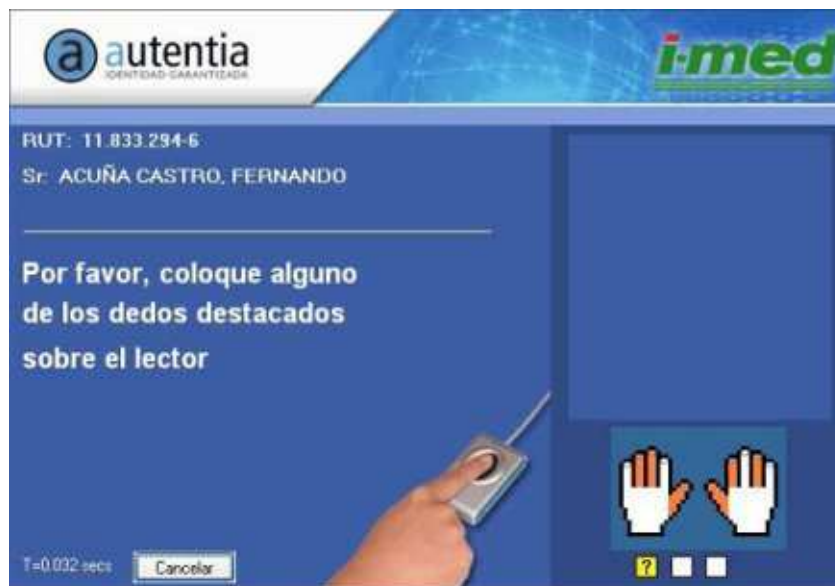 a autentia
IDENTIDAD GARANTIZADA
i-med
RUT: 11.833.294-6
Sr: ACUÑA CASTRO, FERNANDO
Por favor, coloque alguno
de los dedos destacados
sobre el lector
T=0.032 secs
Cancelar
?